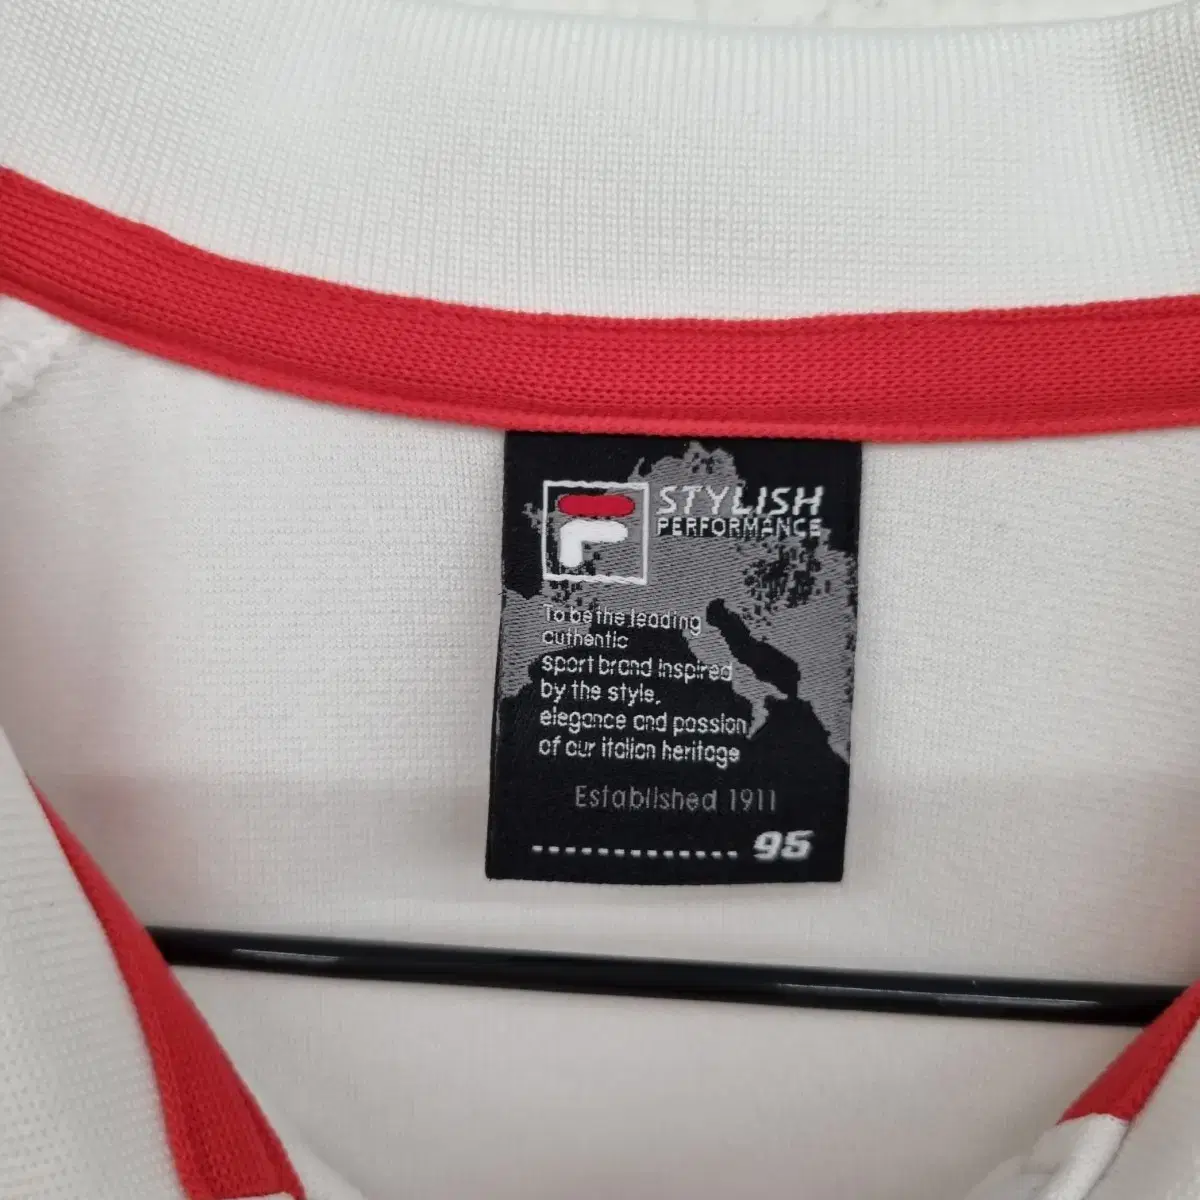 STYLISH
PERFORMANCE
To be the leading
authentic
sport brand inspired
by the style,
elegance and passion
of our italian heritage
Established 1911
95